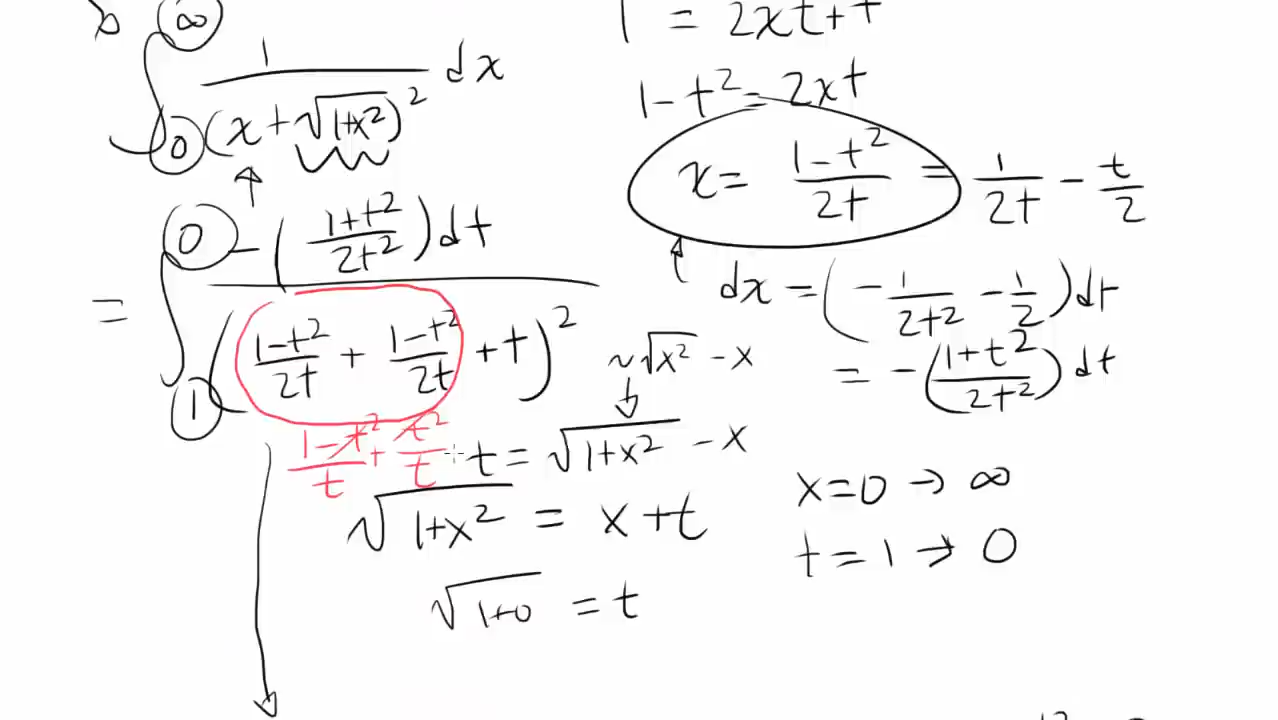 ∫₀^∞ 1/(x+√(1+x²))² dx
1 = 2xt+t
1-t² = 2xt
x = (1-t²)/(2t) = 1/(2t) - t/2
dx = (-1/(2t²) - 1/2)dt
= -((1+t²)/(2t²))dt
= ∫₁^0 -((1+t²)/(2t²))dt / ((1-t²)/(2t) + (1-t²)/(2t) + t)²
(1-t²)/t + t²/t
~√x² - x
↓
t = √(1+x²) - x
√(1+x²) = x+t
√(1+0) = t
x=0 → ∞
t=1 → 0